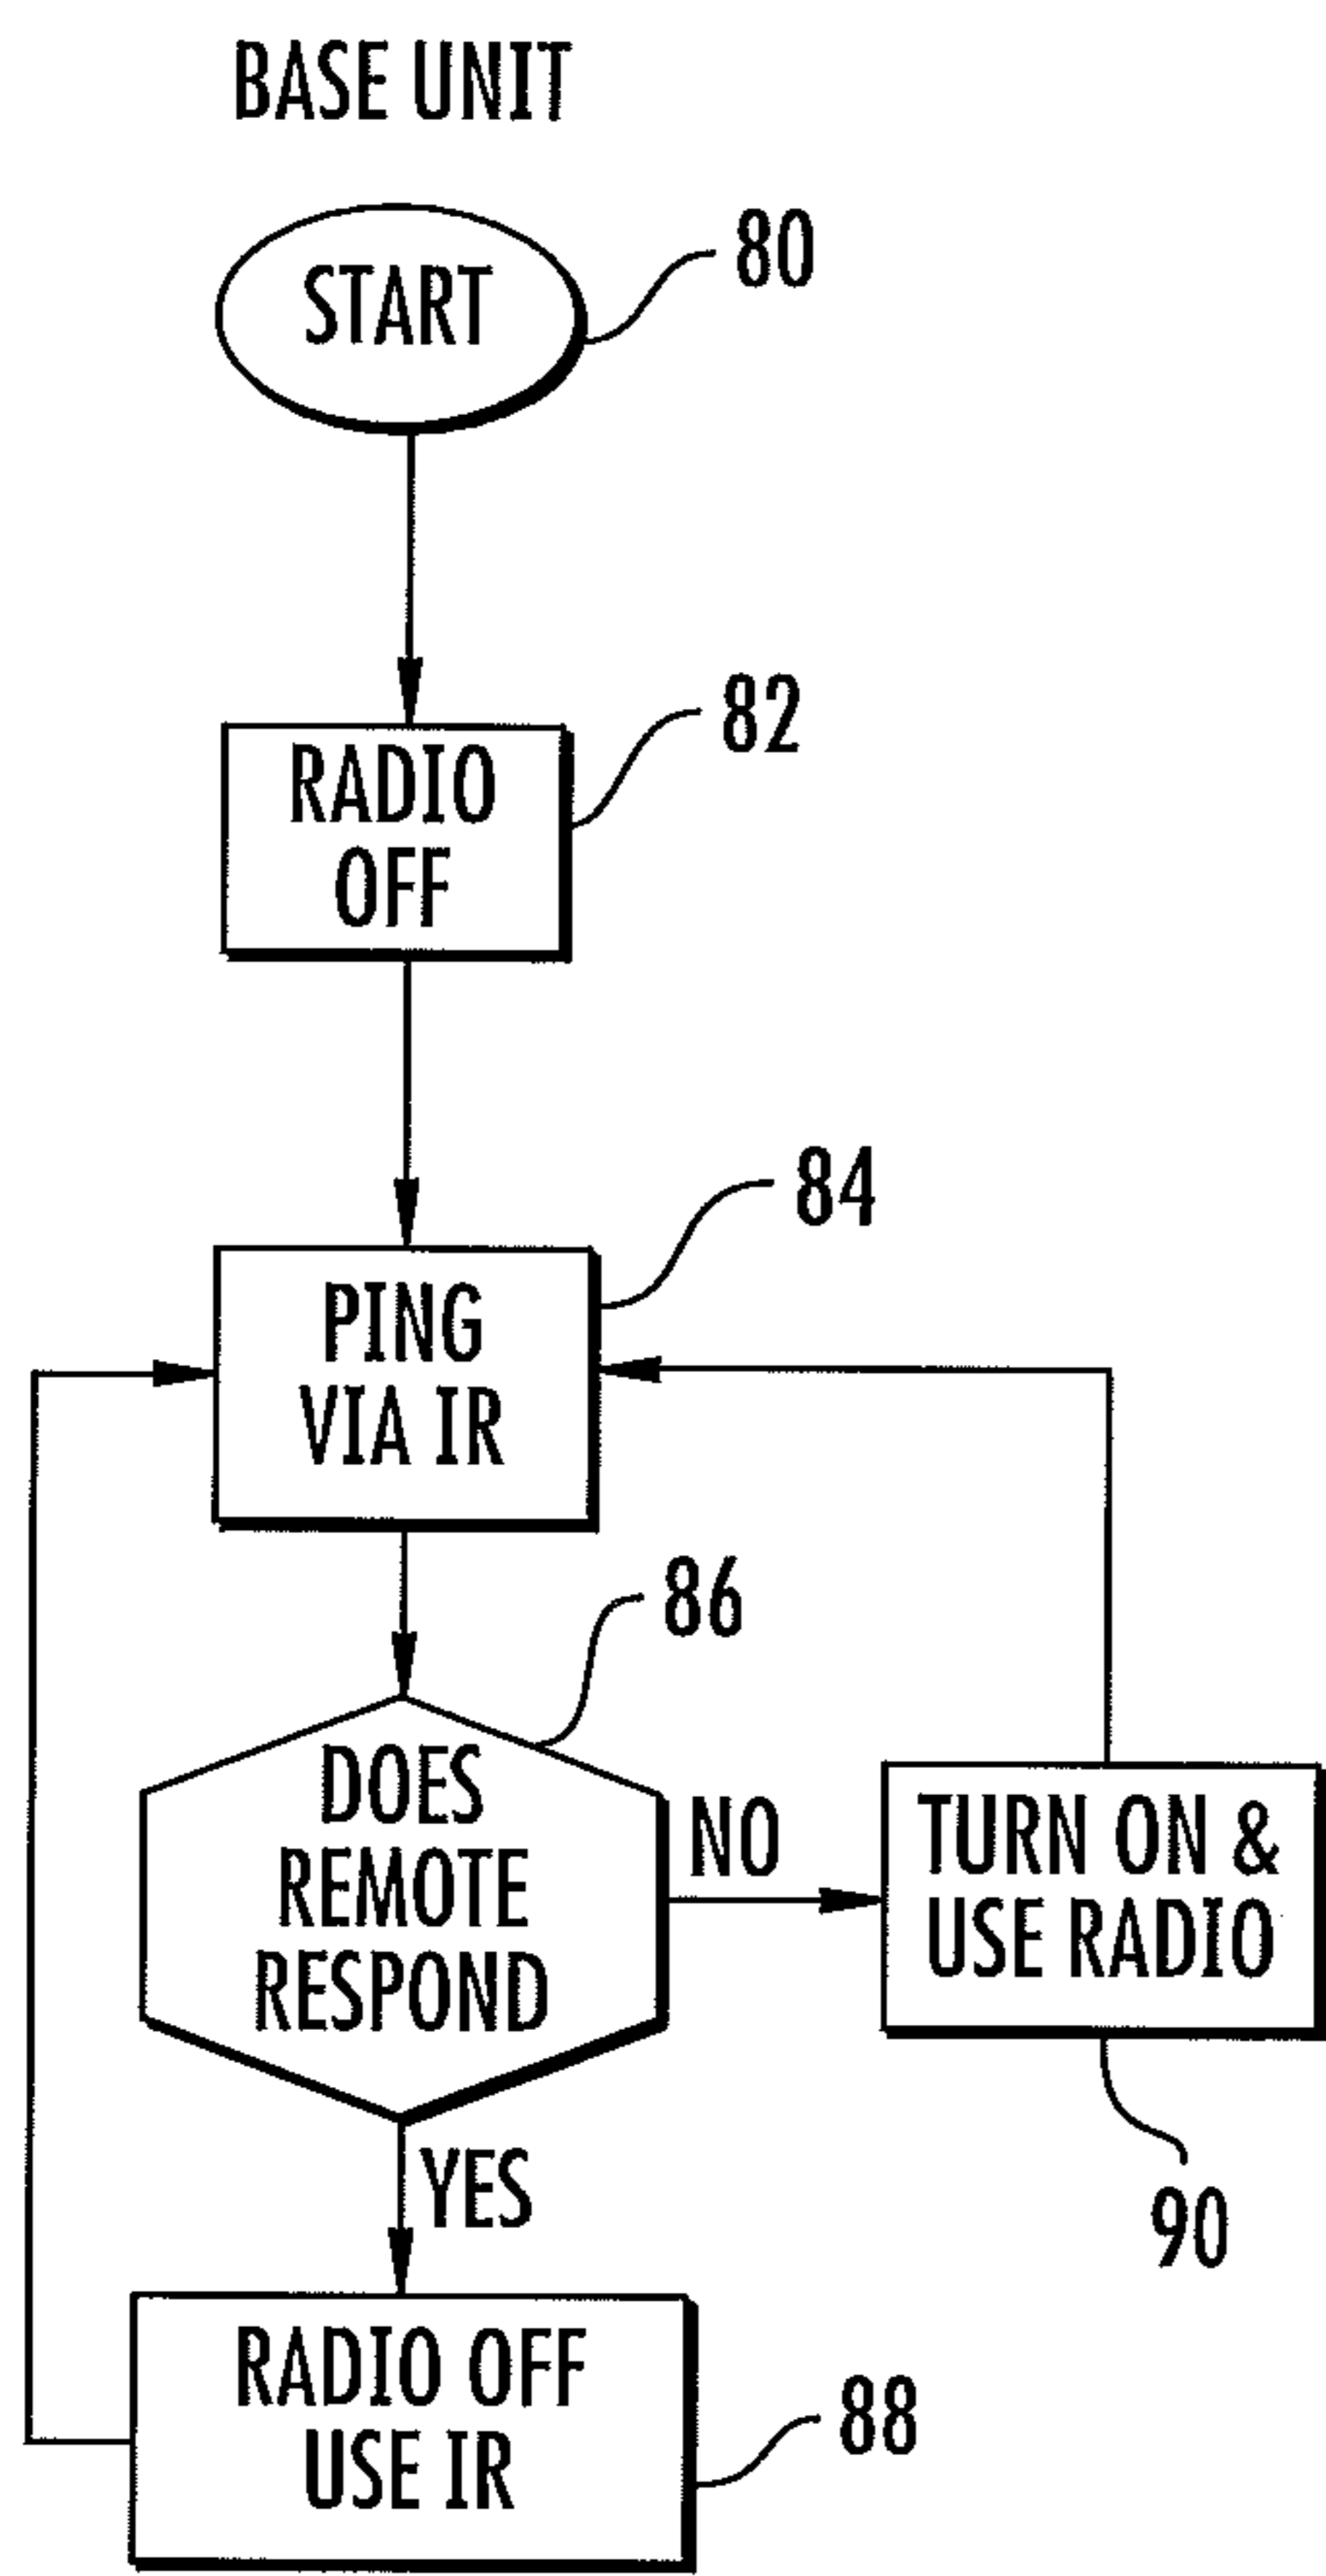 BASE UNIT
START
80
RADIO
OFF
82
PING
VIA IR
84
DOES
REMOTE
RESPOND
86
NO
TURN ON &
USE RADIO
90
YES
RADIO OFF
USE IR
88